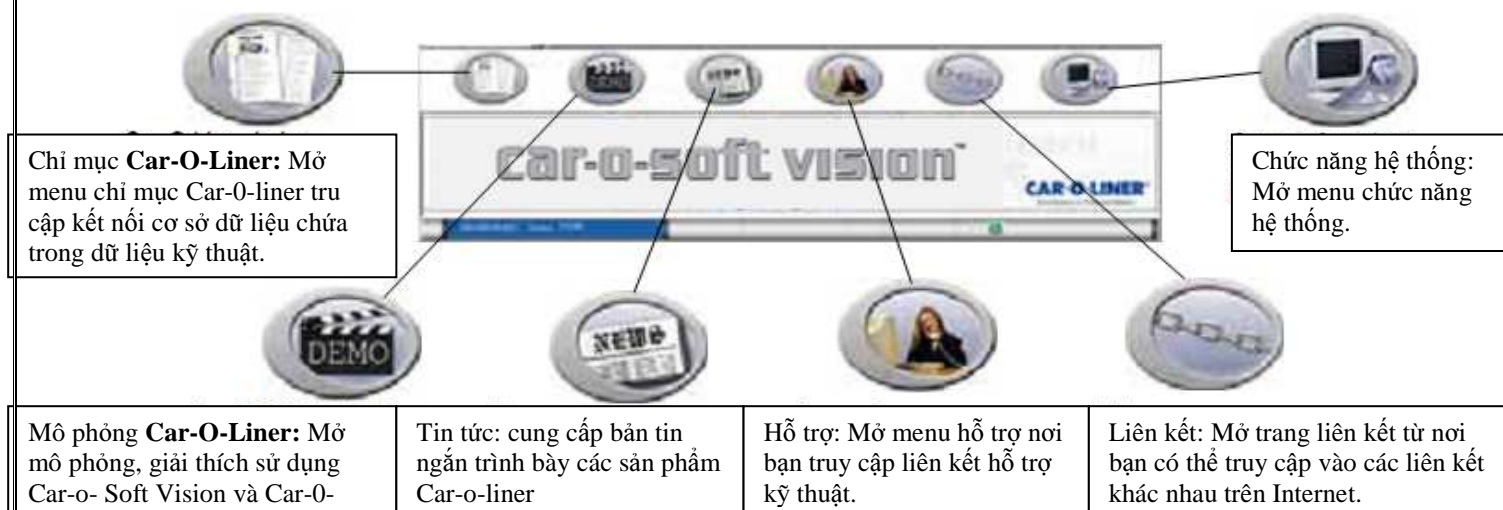 DEMO
NEWS
car-o-soft vision™
CAR-O-LINER®
Chỉ mục Car-O-Liner: Mở
menu chỉ mục Car-0-liner tru
cập kết nối cơ sở dữ liệu chứa
trong dữ liệu kỹ thuật.
Chức năng hệ thống:
Mở menu chức năng
hệ thống.
DEMO
NEWS
Mô phỏng Car-O-Liner: Mở
mô phỏng, giải thích sử dụng
Car-o- Soft Vision và Car-0-
Tin tức: cung cấp bản tin
ngắn trình bày các sản phẩm
Car-o-liner
Hỗ trợ: Mở menu hỗ trợ nơi
bạn truy cập liên kết hỗ trợ
kỹ thuật.
Liên kết: Mở trang liên kết từ nơi
bạn có thể truy cập vào các liên kết
khác nhau trên Internet.